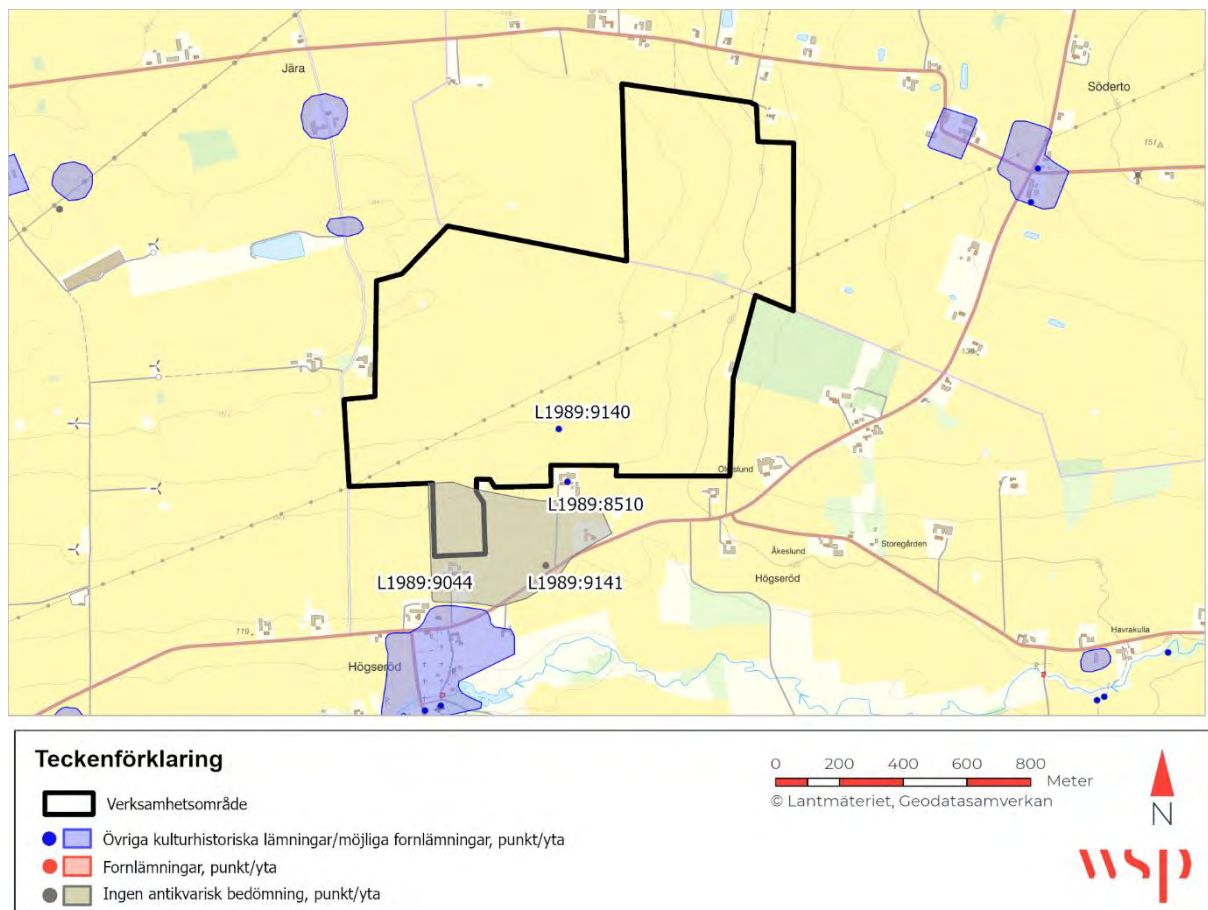 Jära
Söderto
151
L1989:9140
L1989:8510
Storegården
Åkeslund
L1989:9044
L1989:9141
Högseröd
119
Högseröd
Havrakulla
Teckenförklaring
Verksamhetsområde
Övriga kulturhistoriska lämningar/möjliga fornlämningar, punkt/yta
Fornlämningar, punkt/yta
Ingen antikvarisk bedömning, punkt/yta
0 200 400 600 800
Meter
© Lantmäteriet, Geodatasamverkan
N
wsp